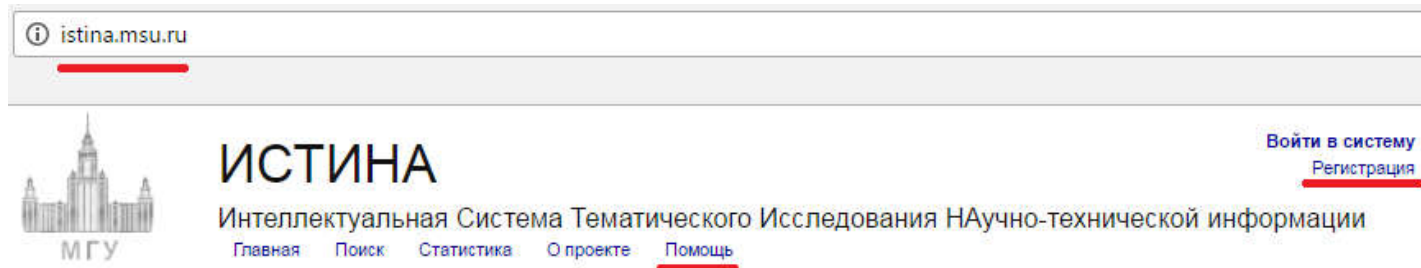 istina.msu.ru
ИСТИНА
Войти в систему
Регистрация
Интеллектуальная Система Тематического Исследования НАучно-технической информации
МГУ
Главная Поиск Статистика О проекте Помощь